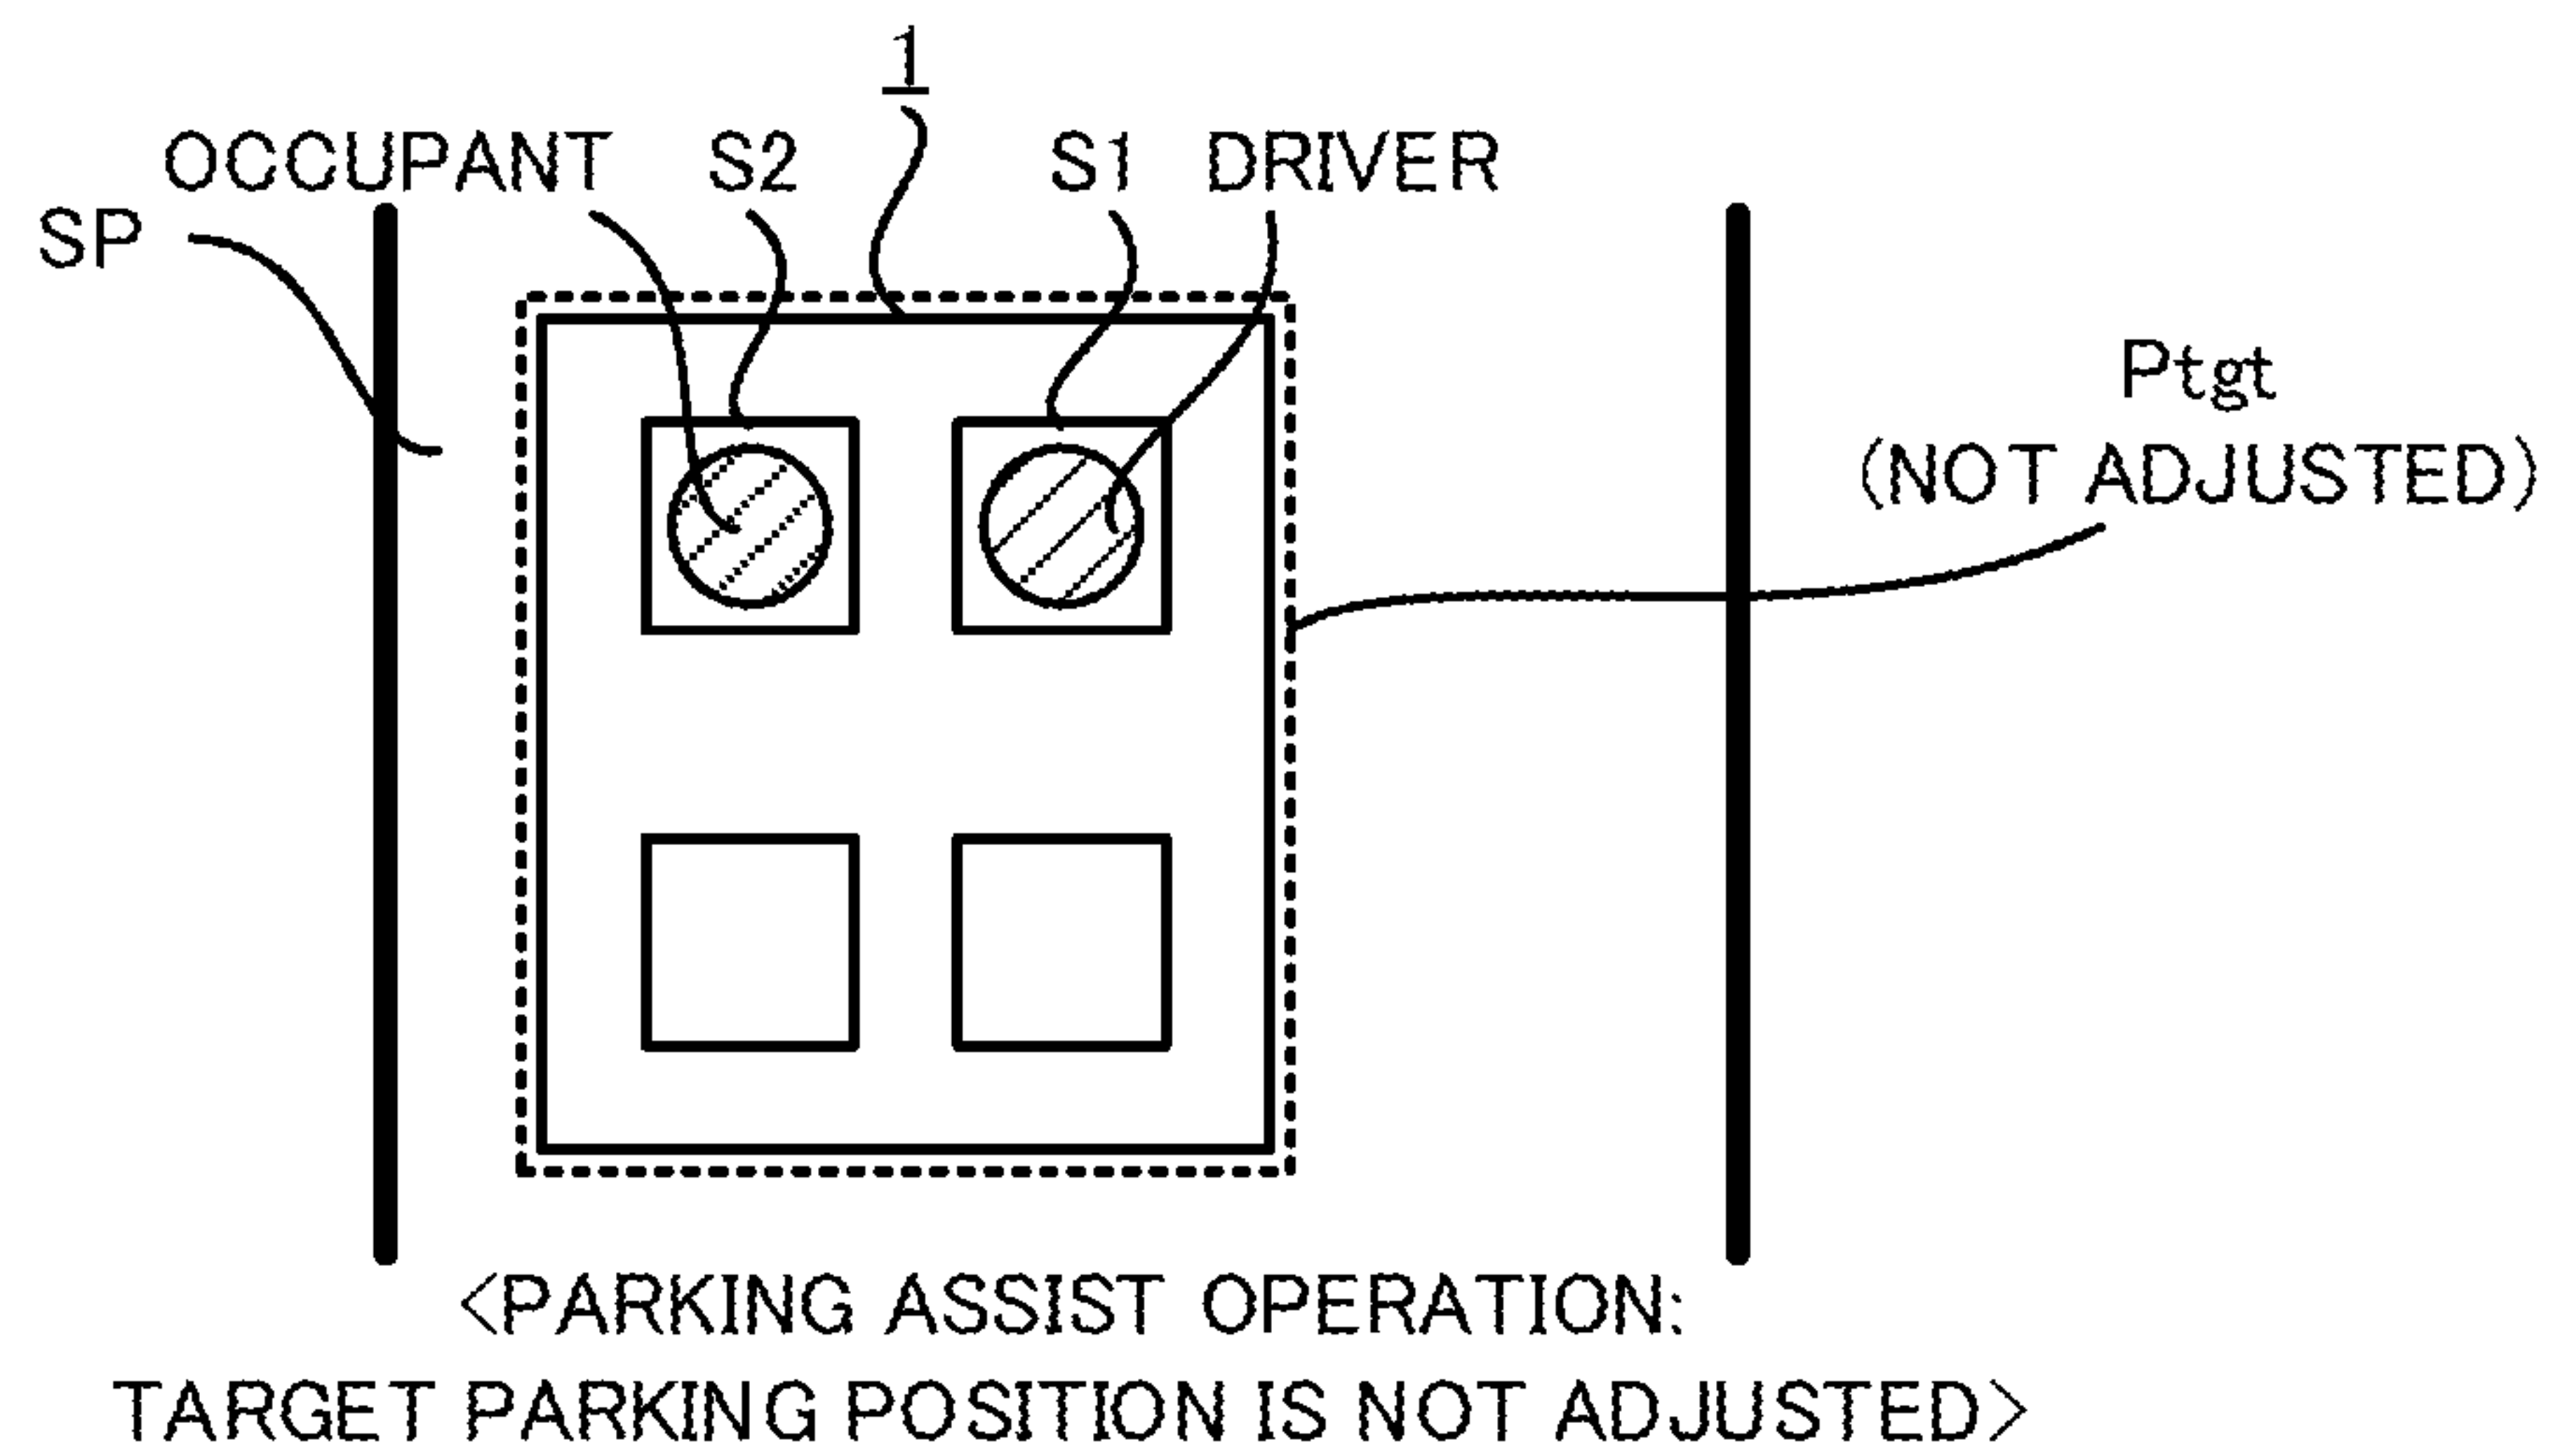 1
OCCUPANT S2 S1 DRIVER
SP
Ptgt
(NOT ADJUSTED)
<PARKING ASSIST OPERATION:
TARGET PARKING POSITION IS NOT ADJUSTED>